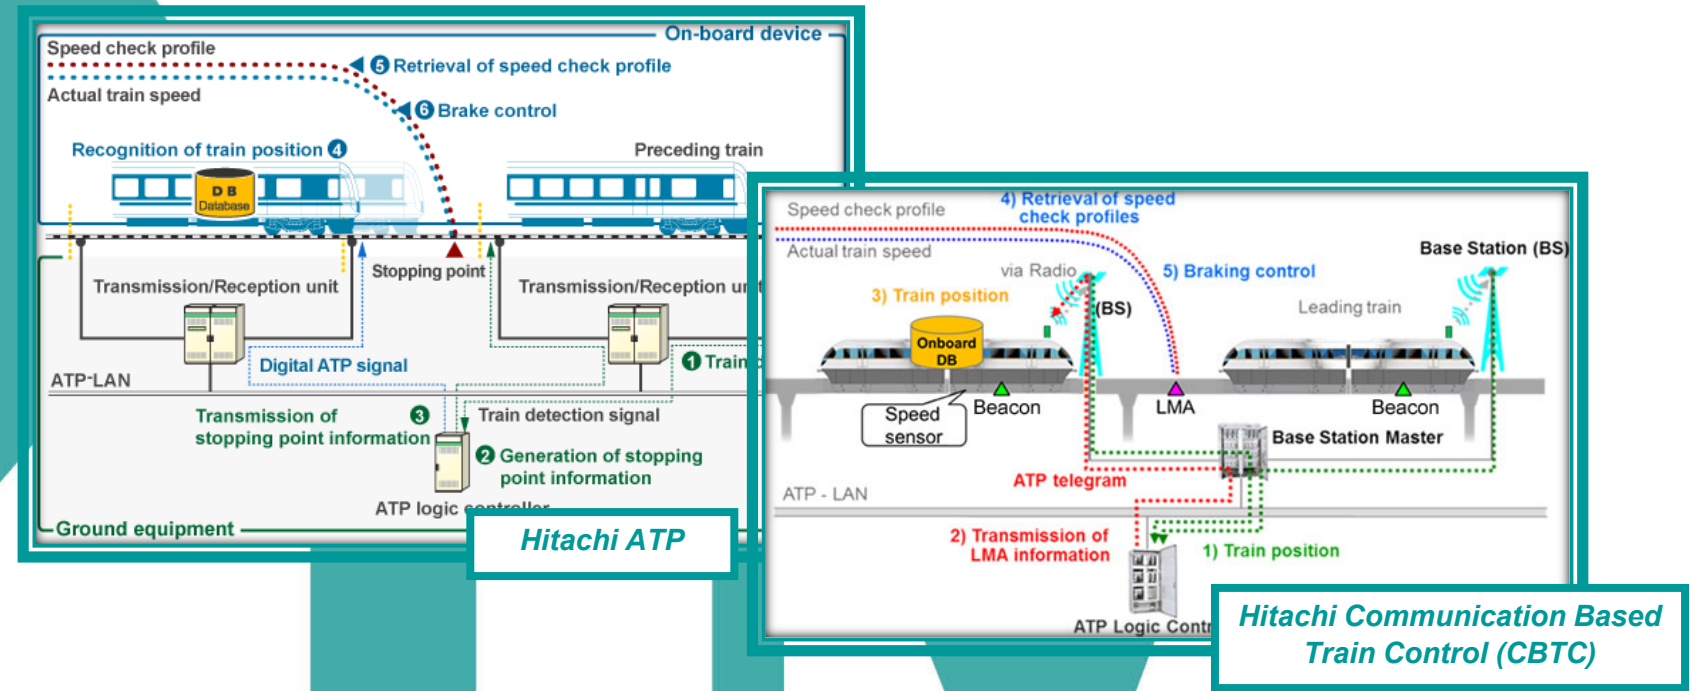 On-board device
Speed check profile
5 Retrieval of speed check profile
Actual train speed
6 Brake control
Recognition of train position 4
Preceding train
D B
Database
Stopping point
Transmission/Reception unit
Transmission/Reception unit
Digital ATP signal
1 Train
ATP-LAN
Transmission of
stopping point information
3
Train detection signal
2 Generation of stopping
point information
ATP logic controller
Ground equipment
Hitachi ATP
Speed check profile
4) Retrieval of speed
check profiles
Actual train speed
via Radio
5) Braking control
Base Station (BS)
3) Train position
(BS)
Leading train
Onboard
DB
Speed
sensor
Beacon
LMA
Beacon
Base Station Master
ATP telegram
ATP - LAN
2) Transmission of
LMA information
1) Train position
ATP Logic
Hitachi Communication Based
Train Control (CBTC)